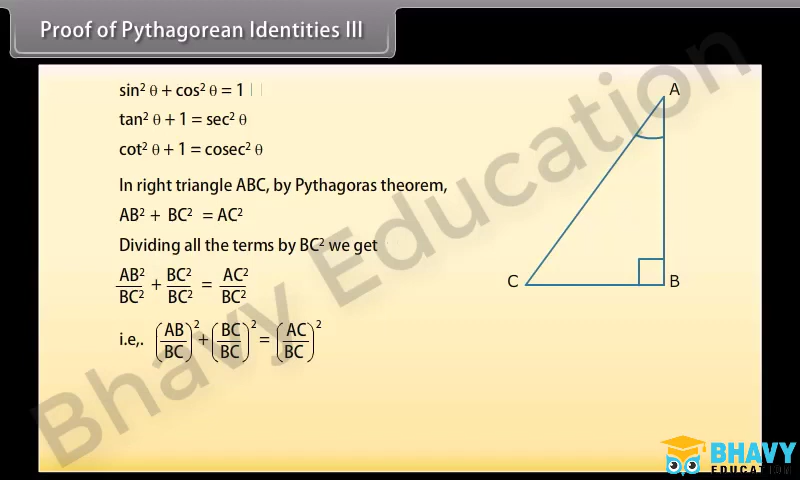 Proof of Pythagorean Identities III
sin² θ + cos² θ = 1
tan² θ + 1 = sec² θ
cot² θ + 1 = cosec² θ
In right triangle ABC, by Pythagoras theorem,
AB² + BC² = AC²
Dividing all the terms by BC² we get
AB²/BC² + BC²/BC² = AC²/BC²
i.e,. (AB/BC)² + (BC/BC)² = (AC/BC)²
A
C
B
Bhavy Education
BHAVY
EDUCATION